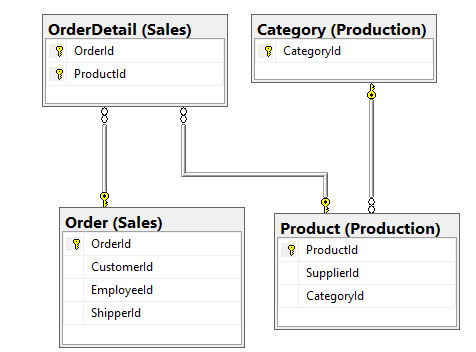 OrderDetail (Sales)
OrderId
ProductId
Category (Production)
CategoryId
Order (Sales)
OrderId
CustomerId
EmployeeId
ShipperId
Product (Production)
ProductId
SupplierId
CategoryId